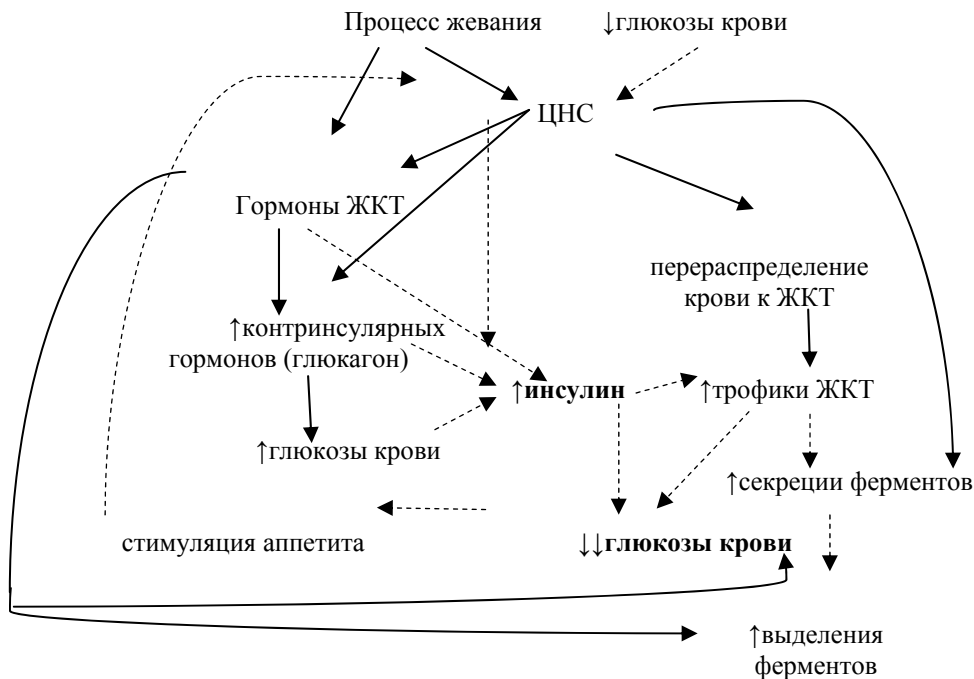 Процесс жевания
↓глюкозы крови
ЦНС
Гормоны ЖКТ
перераспределение
крови к ЖКТ
↑контринсулярных
гормонов (глюкагон)
↑инсулин
↑трофики ЖКТ
↑глюкозы крови
↑секреции ферментов
стимуляция аппетита
↓↓глюкозы крови
↑выделения
ферментов